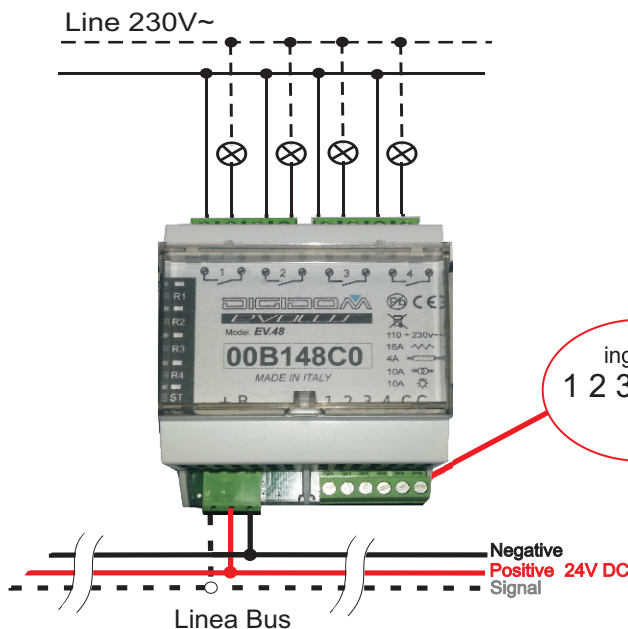 Line 230V~
1 2 3 4
R1
R2
R3
R4
ST
DIGIDOM
EVOLUS
Model. EV.48
00B148C0
MADE IN ITALY
CE
110 ~ 230v~
16A
4A
10A
10A
+ B
1 2 3 4 C C
ing
1 2 3
Negative
Positive 24V DC
Signal
Linea Bus